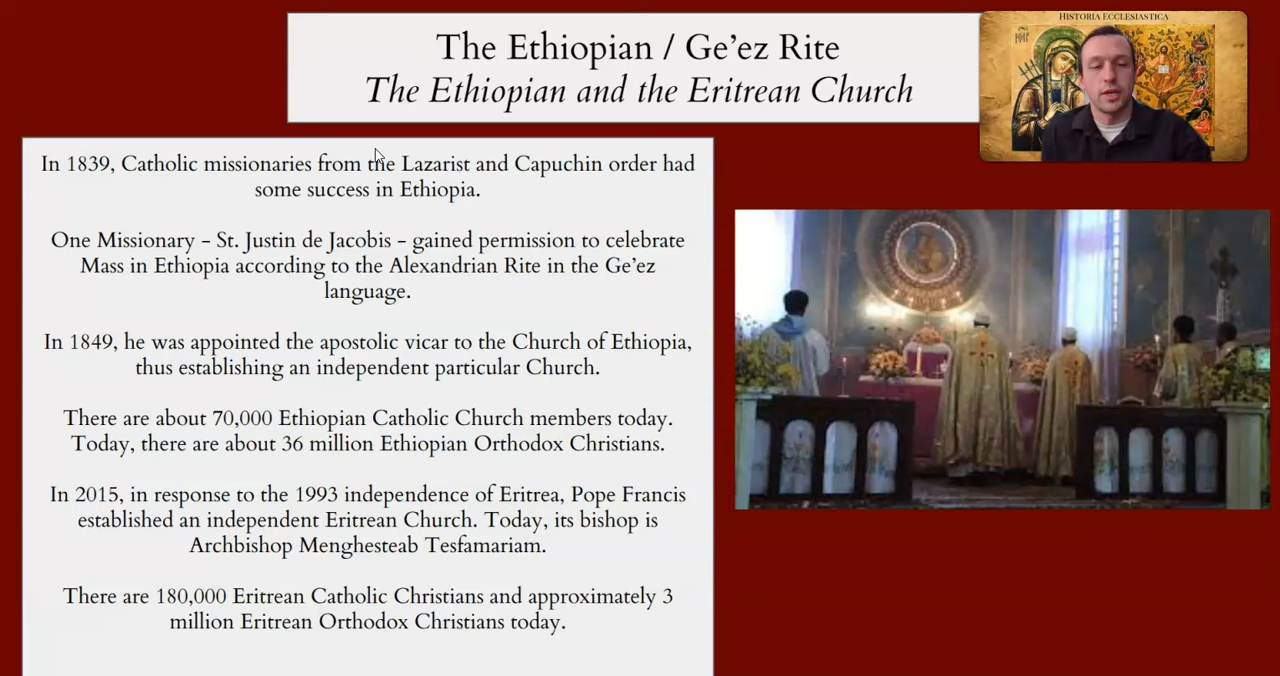 The Ethiopian / Ge’ez Rite
The Ethiopian and the Eritrean Church
HISTORIA ECCLESIASTICA
In 1839, Catholic missionaries from the Lazarist and Capuchin order had
some success in Ethiopia.
One Missionary – St. Justin de Jacobis – gained permission to celebrate
Mass in Ethiopia according to the Alexandrian Rite in the Ge’ez
language.
In 1849, he was appointed the apostolic vicar to the Church of Ethiopia,
thus establishing an independent particular Church.
There are about 70,000 Ethiopian Catholic Church members today.
Today, there are about 36 million Ethiopian Orthodox Christians.
In 2015, in response to the 1993 independence of Eritrea, Pope Francis
established an independent Eritrean Church. Today, its bishop is
Archbishop Menghesteab Tesfamariam.
There are 180,000 Eritrean Catholic Christians and approximately 3
million Eritrean Orthodox Christians today.